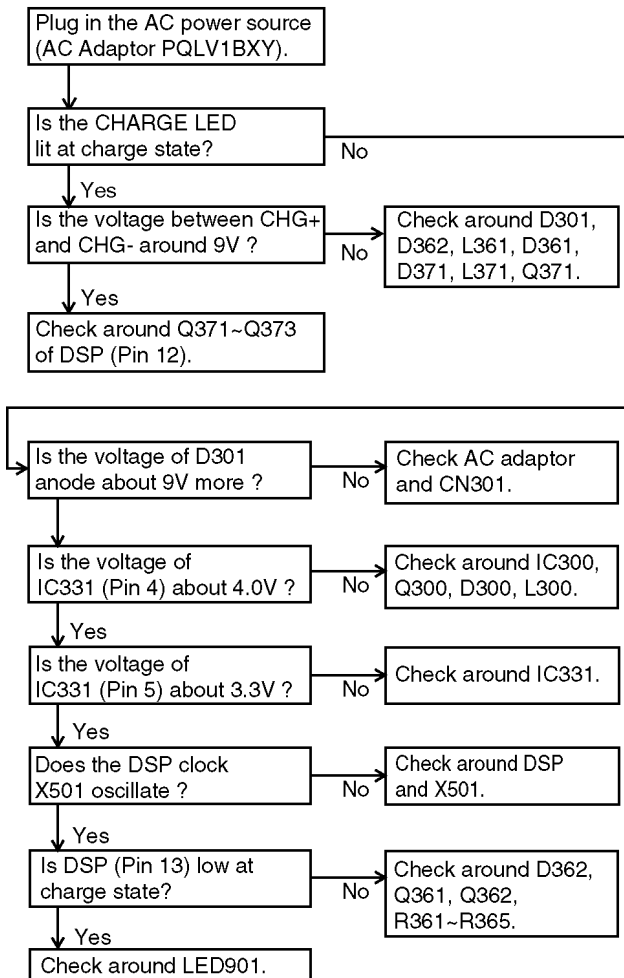 Plug in the AC power source
(AC Adaptor PQLV1BXY).
Is the CHARGE LED
lit at charge state?
No
Yes
Is the voltage between CHG+
and CHG- around 9V ?
No
Check around D301,
D362, L361, D361,
D371, L371, Q371.
Yes
Check around Q371~Q373
of DSP (Pin 12).
Is the voltage of D301
anode about 9V more ?
No
Check AC adaptor
and CN301.
Is the voltage of
IC331 (Pin 4) about 4.0V ?
No
Check around IC300,
Q300, D300, L300.
Yes
Is the voltage of
IC331 (Pin 5) about 3.3V ?
No
Check around IC331.
Yes
Does the DSP clock
X501 oscillate ?
No
Check around DSP
and X501.
Yes
Is DSP (Pin 13) low at
charge state?
No
Check around D362,
Q361, Q362,
R361~R365.
Yes
Check around LED901.